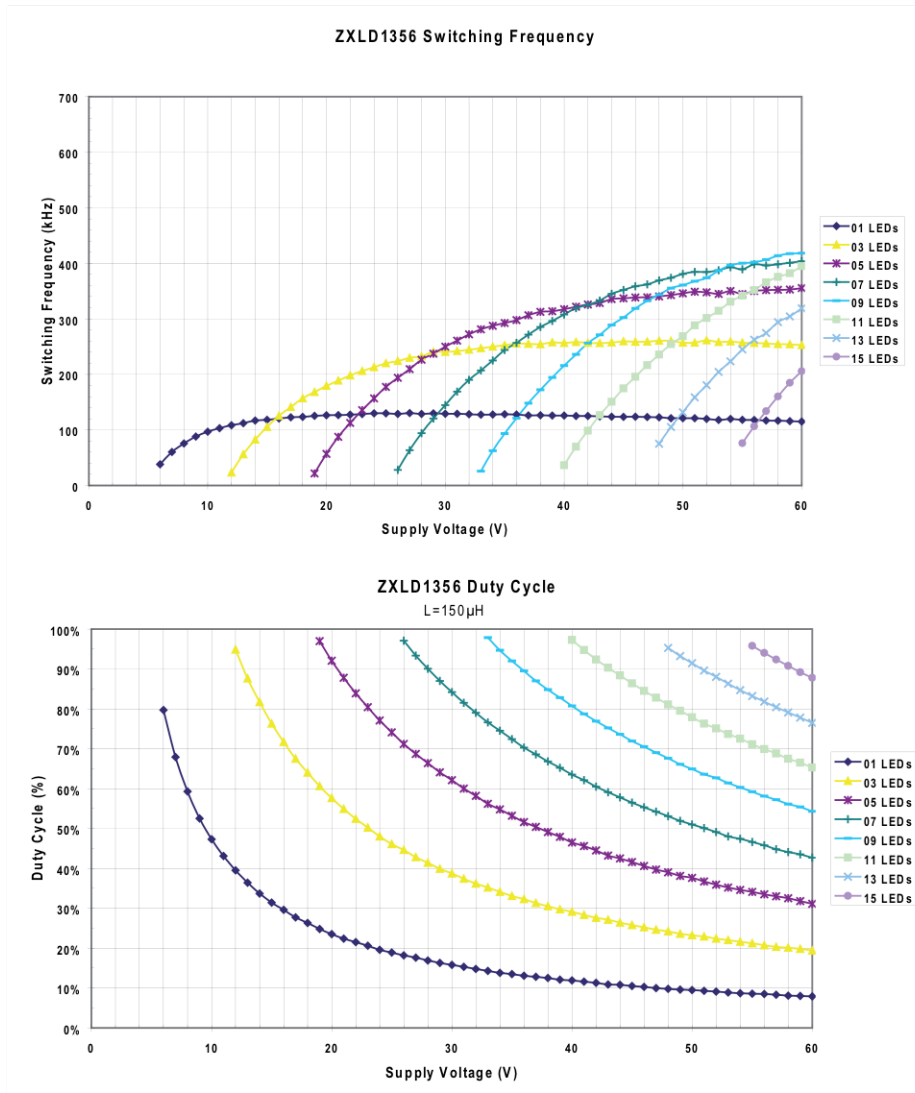 ZXLD1356 Switching Frequency
700
600
500
400
300
200
100
0
Switching Frequency (kHz)
0 10 20 30 40 50 60
Supply Voltage (V)
01 LEDs
03 LEDs
05 LEDs
07 LEDs
09 LEDs
11 LEDs
13 LEDs
15 LEDs
ZXLD1356 Duty Cycle
L=150µH
100%
90%
80%
70%
60%
50%
40%
30%
20%
10%
0%
Duty Cycle (%)
0 10 20 30 40 50 60
Supply Voltage (V)
01 LEDs
03 LEDs
05 LEDs
07 LEDs
09 LEDs
11 LEDs
13 LEDs
15 LEDs